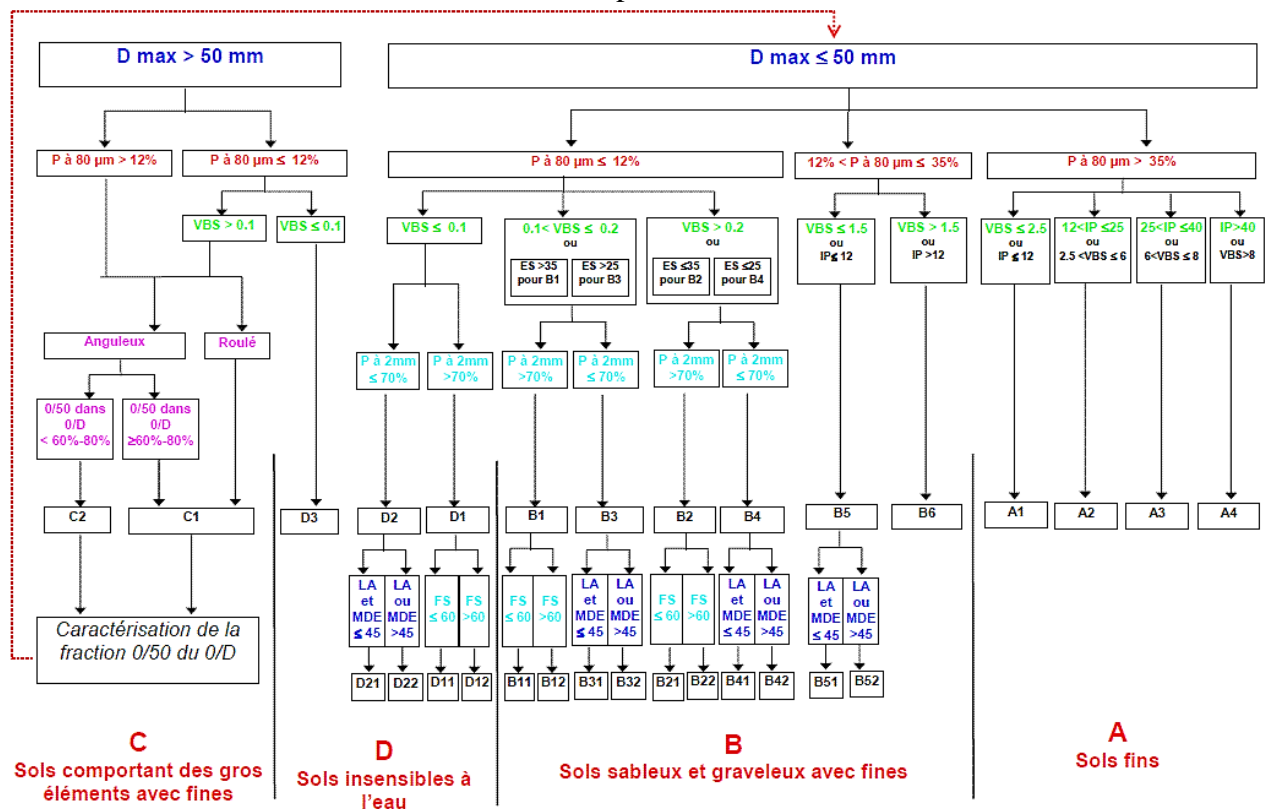 D max > 50 mm
D max ≤ 50 mm
P à 80 µm > 12%
P à 80 µm ≤ 12%
P à 80 µm ≤ 12%
12% < P à 80 µm ≤ 35%
P à 80 µm > 35%
VBS > 0.1
VBS ≤ 0.1
VBS ≤ 0.1
0.1< VBS ≤ 0.2
ou
ES >35
pour B1
ES >25
pour B3
VBS > 0.2
ou
ES ≤35
pour B2
ES ≤25
pour B4
VBS ≤ 1.5
ou
IP≤ 12
VBS > 1.5
ou
IP >12
VBS ≤ 2.5
ou
IP ≤ 12
12<IP ≤25
ou
2.5 <VBS ≤ 6
25<IP ≤40
ou
6<VBS ≤ 8
IP>40
ou
VBS>8
Anguleux
Roulé
P à 2mm
≤ 70%
P à 2mm
>70%
P à 2mm
>70%
P à 2mm
≤ 70%
P à 2mm
>70%
P à 2mm
≤ 70%
0/50 dans
0/D
< 60%-80%
0/50 dans
0/D
≥60%-80%
C2
C1
D3
D2
D1
B1
B3
B2
B4
B5
B6
A1
A2
A3
A4
LA
et
MDE
≤ 45
LA
ou
MDE
>45
FS
≤ 60
FS
>60
FS
≤ 60
FS
>60
LA
et
MDE
≤ 45
LA
ou
MDE
>45
FS
≤ 60
FS
>60
LA
et
MDE
≤ 45
LA
ou
MDE
>45
LA
et
MDE
≤ 45
LA
ou
MDE
>45
Caractérisation de la
fraction 0/50 du 0/D
D21
D22
D11
D12
B11
B12
B31
B32
B21
B22
B41
B42
B51
B52
C
Sols comportant des gros
éléments avec fines
D
Sols insensibles à
l'eau
B
Sols sableux et graveleux avec fines
A
Sols fins